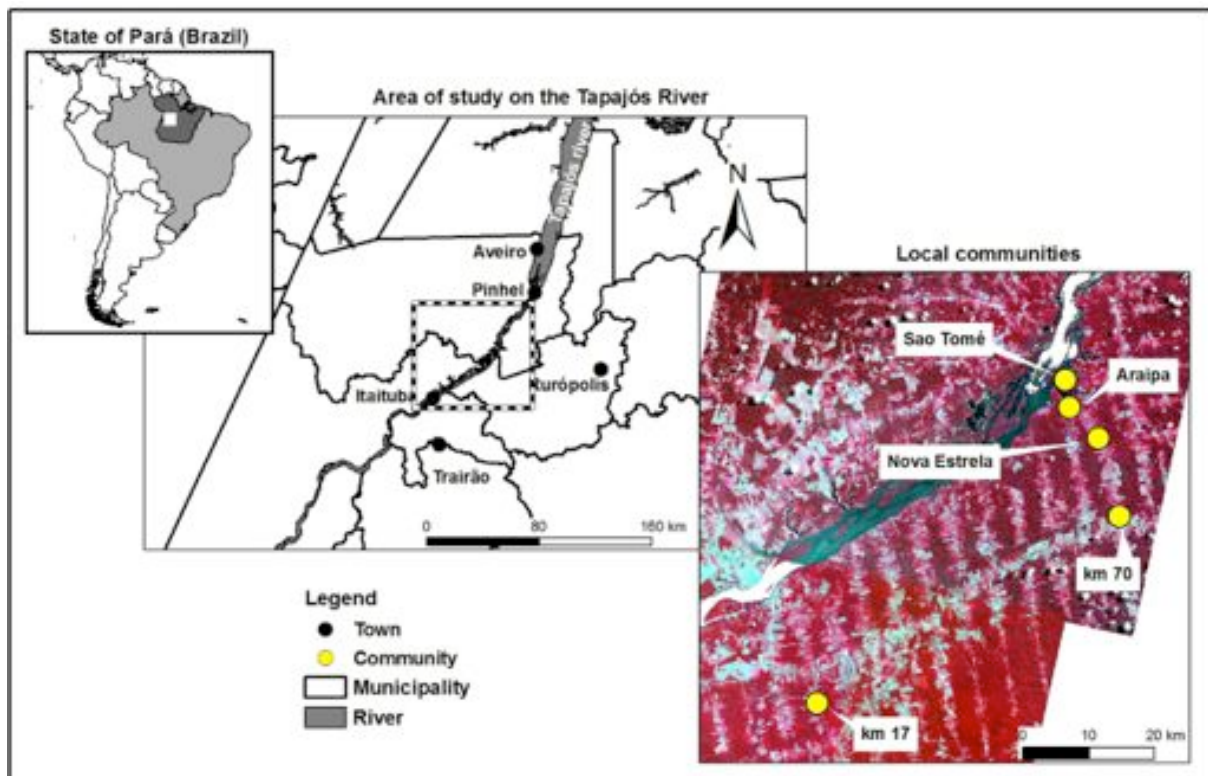 State of Pará (Brazil)
Area of study on the Tapajós River
Tapajós river
N
Aveiro
Pinhel
Itaituba
Rurópolis
Trairão
0 80 160 km
Local communities
Sao Tomé
Araipa
Nova Estrela
km 70
km 17
0 10 20 km
Legend
Town
Community
Municipality
River